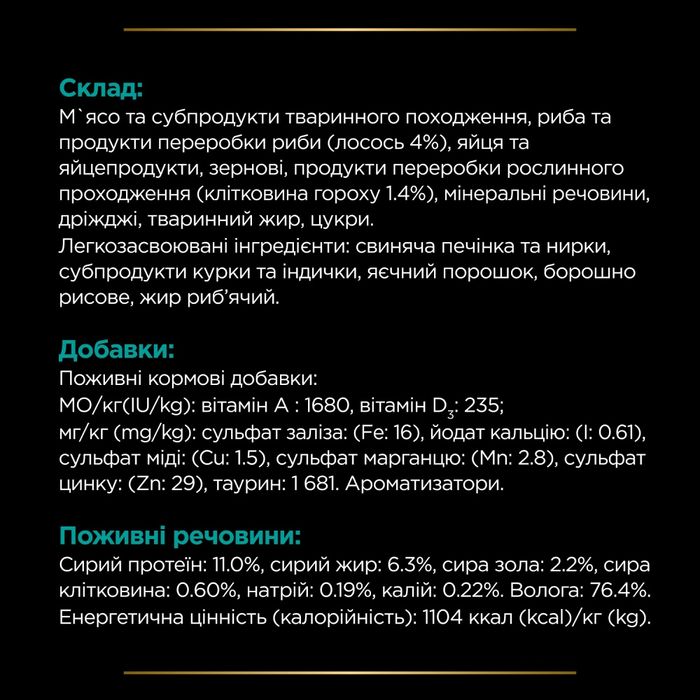 Склад:
М`ясо та субпродукти тваринного походження, риба та
продукти переробки риби (лосось 4%), яйця та
яйцепродукти, зернові, продукти переробки рослинного
проходження (клітковина гороху 1.4%), мінеральні речовини,
дріжджі, тваринний жир, цукри.
Легкозасвоювані інгредієнти: свиняча печінка та нирки,
субпродукти курки та індички, яєчний порошок, борошно
рисове, жир риб’ячий.
Добавки:
Поживні кормові добавки:
МО/кг(IU/kg): вітамін А : 1680, вітамін D₃: 235;
мг/кг (mg/kg): сульфат заліза: (Fe: 16), йодат кальцію: (I: 0.61),
сульфат міді: (Cu: 1.5), сульфат марганцю: (Mn: 2.8), сульфат
цинку: (Zn: 29), таурин: 1 681. Ароматизатори.
Поживні речовини:
Сирий протеїн: 11.0%, сирий жир: 6.3%, сира зола: 2.2%, сира
клітковина: 0.60%, натрій: 0.19%, калій: 0.22%. Волога: 76.4%.
Енергетична цінність (калорійність): 1104 ккал (kcal)/кг (kg).